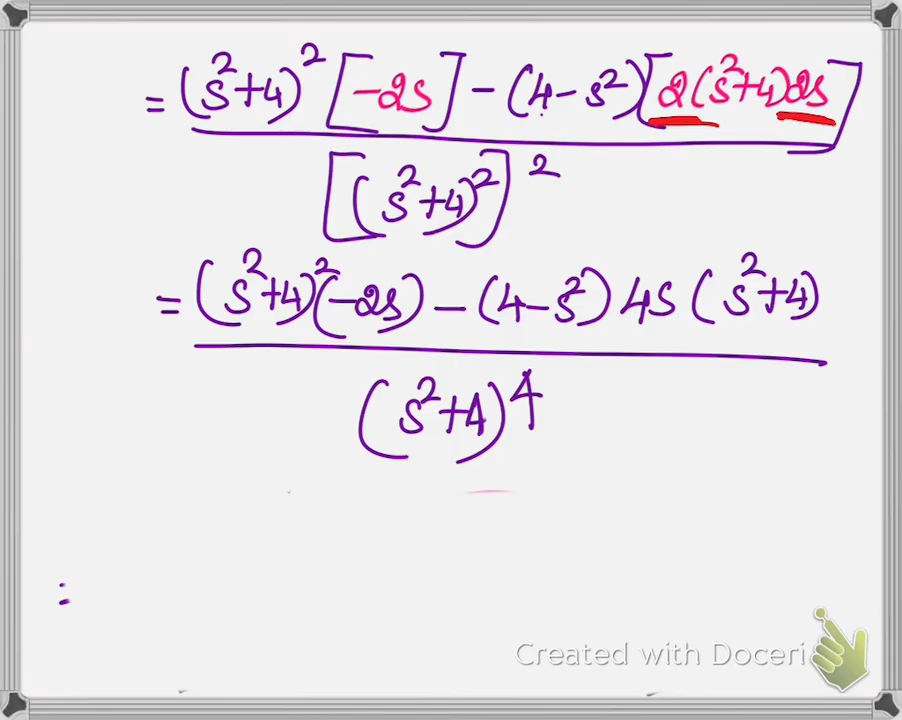 = (s²+4)² [-2s] - (4-s²)[2(s²+4)2s]
[(s²+4)²]²
= (s²+4)²(-2s) - (4-s²) 4s (s²+4)
(s²+4)⁴
=
Created with Doceri